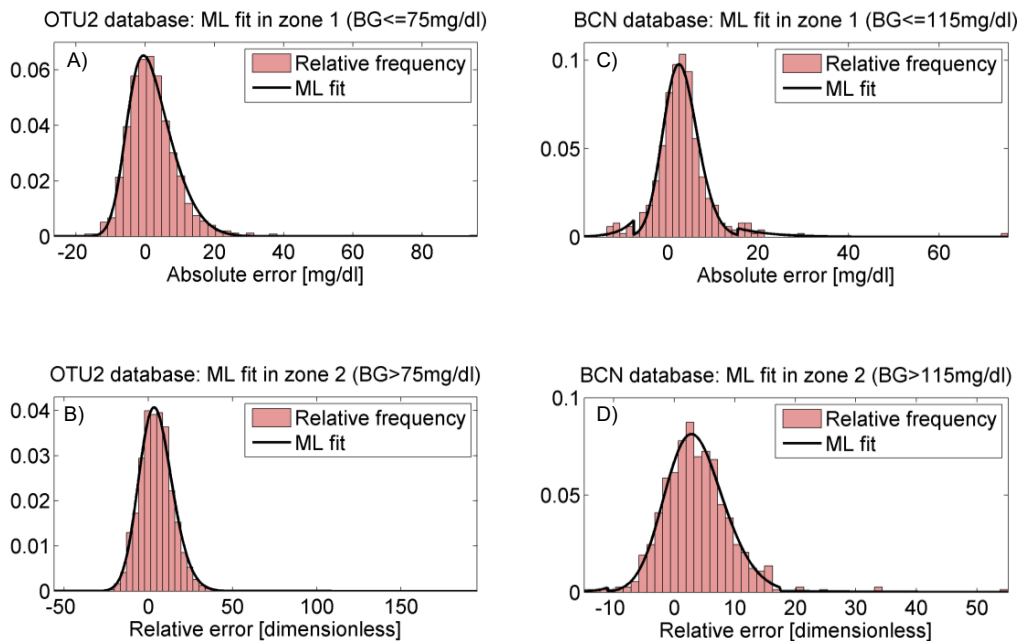 OTU2 database: ML fit in zone 1 (BG<=75mg/dl)
A)
Relative frequency
ML fit
0.06
0.04
0.02
0
-20 0 20 40 60 80
Absolute error [mg/dl]
BCN database: ML fit in zone 1 (BG<=115mg/dl)
C)
Relative frequency
ML fit
0.1
0.05
0
0 20 40 60
Absolute error [mg/dl]
OTU2 database: ML fit in zone 2 (BG>75mg/dl)
B)
Relative frequency
ML fit
0.04
0.03
0.02
0.01
0
-50 0 50 100 150
Relative error [dimensionless]
BCN database: ML fit in zone 2 (BG>115mg/dl)
D)
Relative frequency
ML fit
0.1
0.05
0
-10 0 10 20 30 40 50
Relative error [dimensionless]